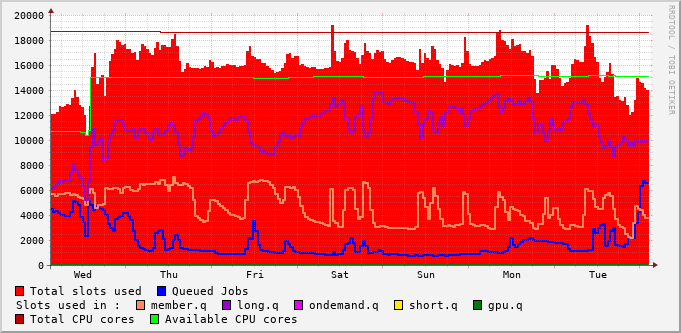 20000
18000
16000
14000
12000
10000
8000
6000
4000
2000
0
Wed Thu Fri Sat Sun Mon Tue
RRDTOOL / TOBI OETIKER
Total slots used Queued Jobs
Slots used in : member.q long.q ondemand.q short.q gpu.q
Total CPU cores Available CPU cores